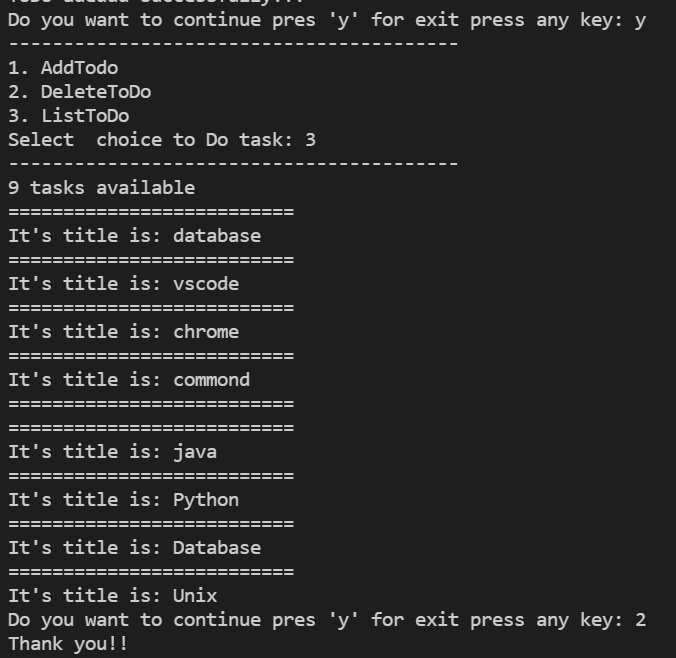 Do you want to continue pres 'y' for exit press any key: y
-----------------------------------------
1. AddTodo
2. DeleteToDo
3. ListToDo
Select  choice to Do task: 3
-----------------------------------------
9 tasks available
==========================
It's title is: database
==========================
It's title is: vscode
==========================
It's title is: chrome
==========================
It's title is: commond
==========================
==========================
It's title is: java
==========================
It's title is: Python
==========================
It's title is: Database
==========================
It's title is: Unix
Do you want to continue pres 'y' for exit press any key: 2
Thank you!!